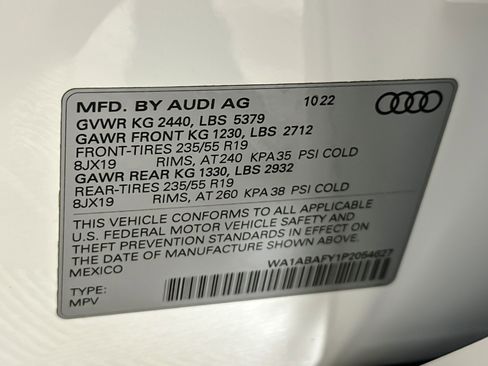 MFD. BY AUDI AG 10 22
GVWR KG 2440, LBS 5379
GAWR FRONT KG 1230, LBS 2712
FRONT-TIRES 235/55 R19
8JX19 RIMS, AT 240 KPA 35 PSI COLD
GAWR REAR KG 1330, LBS 2932
REAR-TIRES 235/55 R19
8JX19 RIMS, AT 260 KPA 38 PSI COLD
THIS VEHICLE CONFORMS TO ALL APPLICABLE
U.S. FEDERAL MOTOR VEHICLE SAFETY AND
THEFT PREVENTION STANDARDS IN EFFECT ON
THE DATE OF MANUFACTURE SHOWN ABOVE.
MEXICO
WA1ABAFY1P2054627
TYPE:
MPV